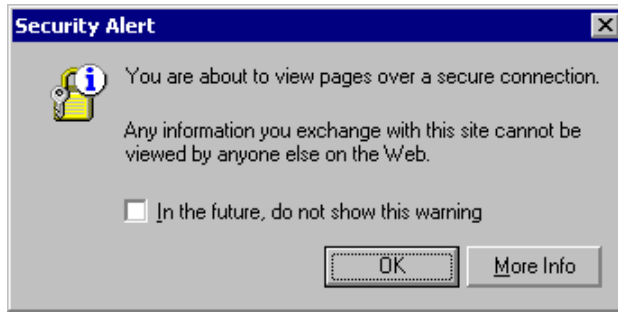 Security Alert
You are about to view pages over a secure connection.
Any information you exchange with this site cannot be
viewed by anyone else on the Web.
In the future, do not show this warning
OK
More Info